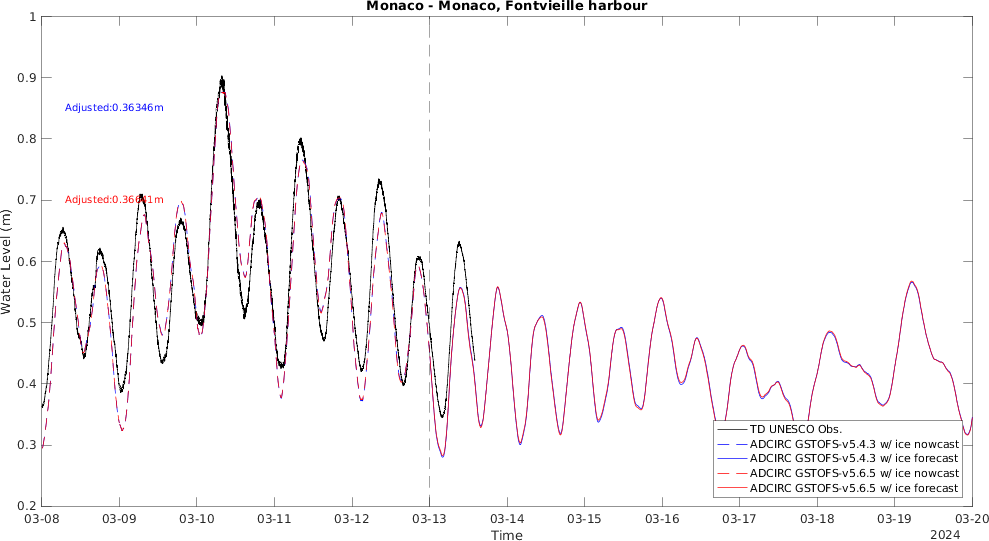 Monaco - Monaco, Fontvieille harbour
Water Level (m)
1
0.9
0.8
0.7
0.6
0.5
0.4
0.3
0.2
Adjusted:0.36346m
Adjusted:0.36641m
TD UNESCO Obs.
ADCIRC GSTOFS-v5.4.3 w/ ice nowcast
ADCIRC GSTOFS-v5.4.3 w/ ice forecast
ADCIRC GSTOFS-v5.6.5 w/ ice nowcast
ADCIRC GSTOFS-v5.6.5 w/ ice forecast
03-08 03-09 03-10 03-11 03-12 03-13 03-14 03-15 03-16 03-17 03-18 03-19 03-20
Time
2024